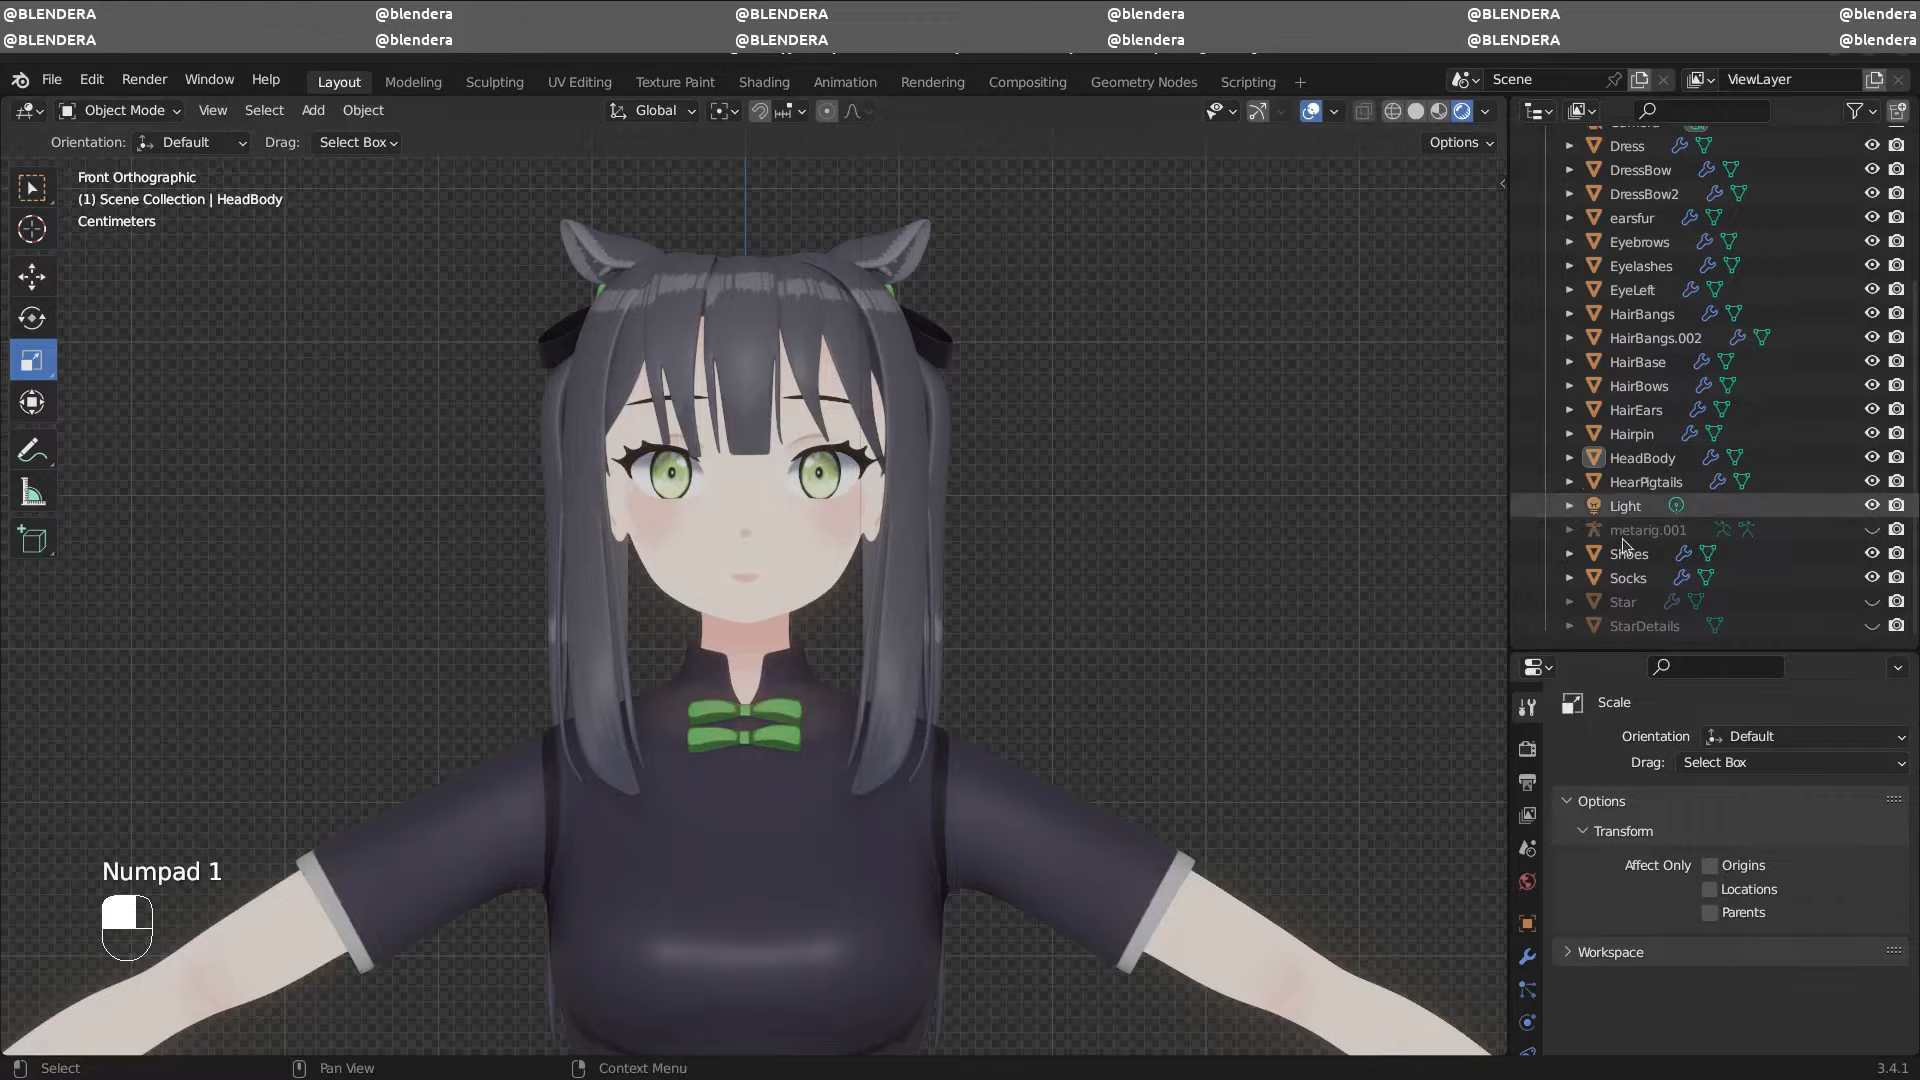 @BLENDERA @blendera @BLENDERA @blendera @BLENDERA @blendera
@BLENDERA @blendera @BLENDERA @blendera @BLENDERA @blendera
File Edit Render Window Help Layout Modeling Sculpting UV Editing Texture Paint Shading Animation Rendering Compositing Geometry Nodes Scripting + Scene ViewLayer
Object Mode View Select Add Object Global
Orientation: Default Drag: Select Box Options
Front Orthographic
(1) Scene Collection | HeadBody
Centimeters
Dress
DressBow
DressBow2
earsfur
Eyebrows
Eyelashes
EyeLeft
HairBangs
HairBangs.002
HairBase
HairBows
HairEars
Hairpin
HeadBody
HearPigtails
Light
metarig.001
Shoes
Socks
Star
StarDetails
Scale
Orientation Default
Drag: Select Box
Options
Transform
Affect Only Origins
Locations
Parents
Workspace
Numpad 1
Select Pan View Context Menu 3.4.1